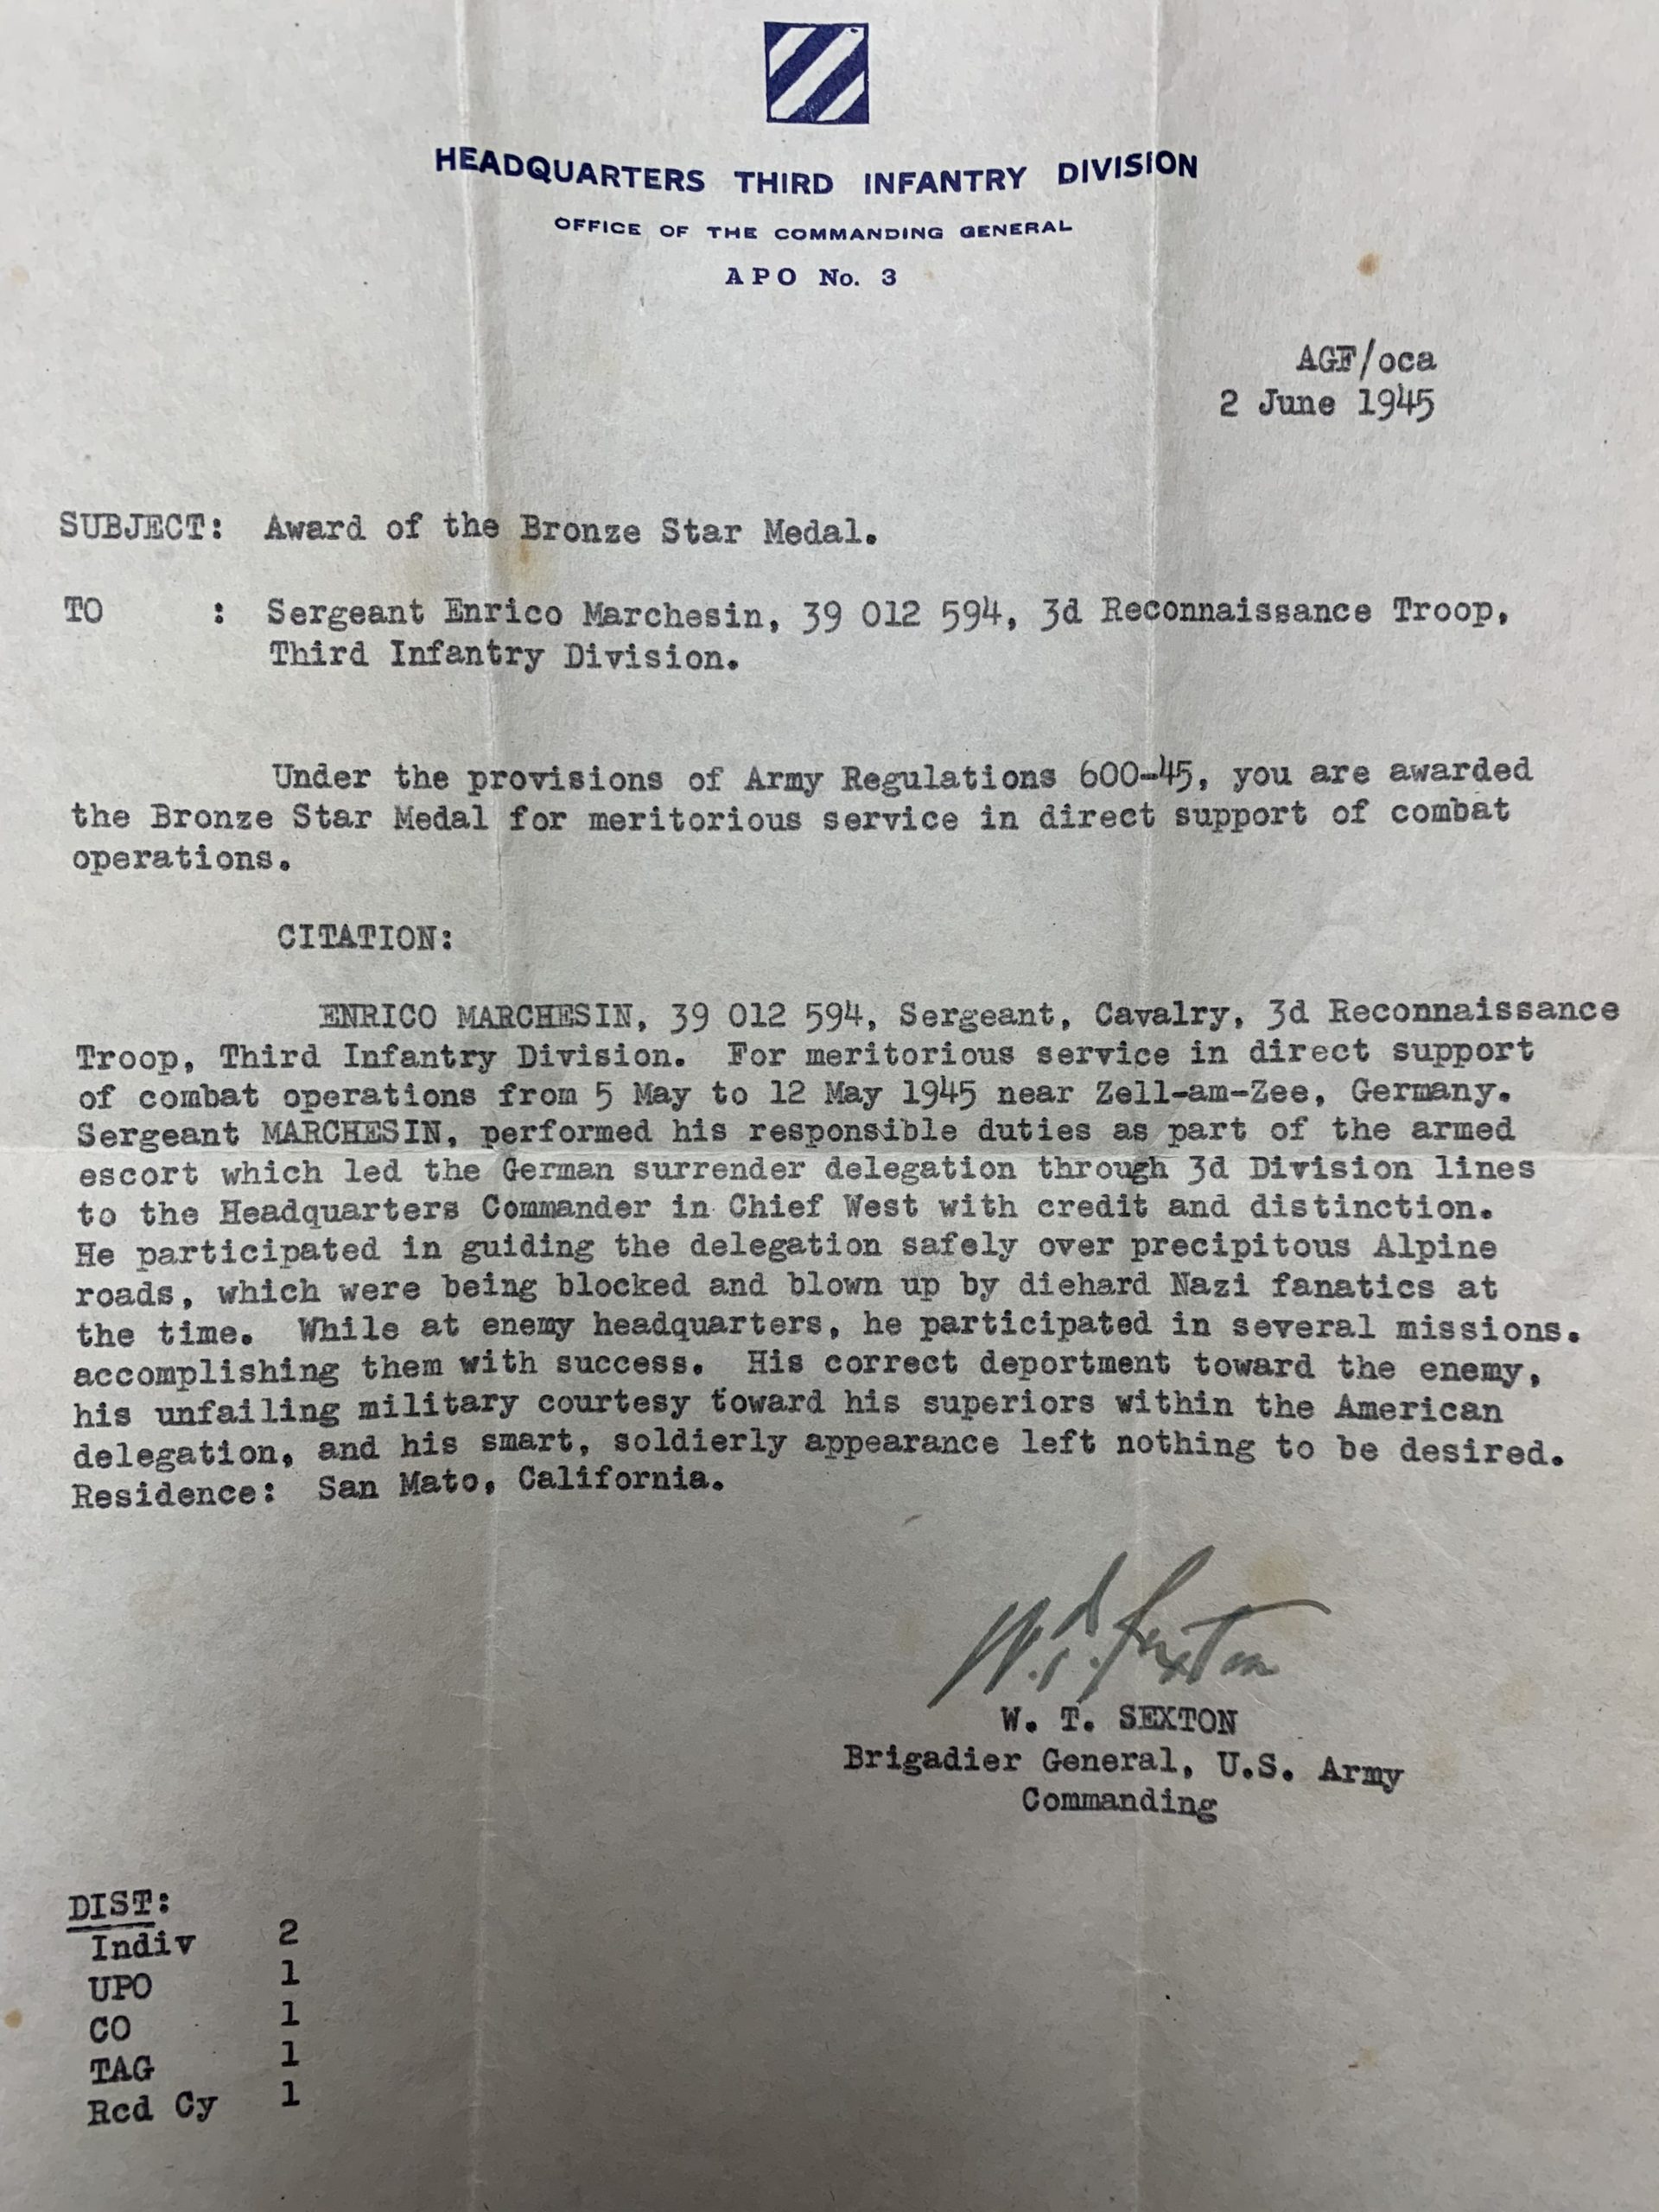 HEADQUARTERS THIRD INFANTRY DIVISION
OFFICE OF THE COMMANDING GENERAL
APO No. 3
AGF/oca
2 June 1945
SUBJECT: Award of the Bronze Star Medal.
TO : Sergeant Enrico Marchesin, 39 012 594, 3d Reconnaissance Troop,
Third Infantry Division.
Under the provisions of Army Regulations 600-45, you are awarded
the Bronze Star Medal for meritorious service in direct support of combat
operations.
CITATION:
ENRICO MARCHESIN, 39 012 594, Sergeant, Cavalry, 3d Reconnaissance
Troop, Third Infantry Division. For meritorious service in direct support
of combat operations from 5 May to 12 May 1945 near Zell-am-Zee, Germany.
Sergeant MARCHESIN, performed his responsible duties as part of the armed
escort which led the German surrender delegation through 3d Division lines
to the Headquarters Commander in Chief West with credit and distinction.
He participated in guiding the delegation safely over precipitous Alpine
roads, which were being blocked and blown up by diehard Nazi fanatics at
the time. While at enemy headquarters, he participated in several missions.
accomplishing them with success. His correct deportment toward the enemy,
his unfailing military courtesy toward his superiors within the American
delegation, and his smart, soldierly appearance left nothing to be desired.
Residence: San Mato, California.
W. T. Sexton
W. T. SEXTON
Brigadier General, U.S. Army
Commanding
DIST:
Indiv 2
UPO 1
CO 1
TAG 1
Rcd Cy 1